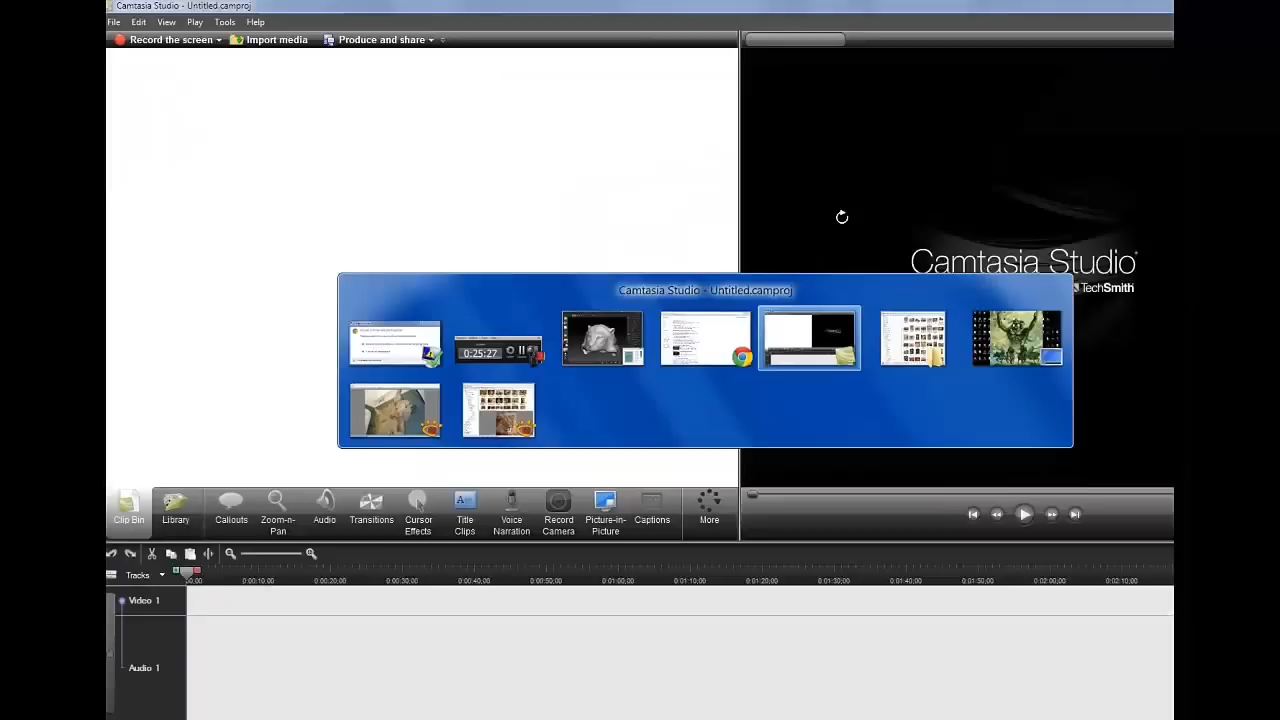 Camtasia Studio - Untitled.camproj
File Edit View Play Tools Help
Record the screen Import media Produce and share
Camtasia Studio
TechSmith
Camtasia Studio - Untitled.camproj
0:25:27
Clip Bin Library Callouts Zoom-n-Pan Audio Transitions Cursor Effects Title Clips Voice Narration Record Camera Picture-in-Picture Captions More
Tracks 0:00:10;00 0:00:20;00 0:00:30;00 0:00:40;00 0:00:50;00 0:01:00;00 0:01:10;00 0:01:20;00 0:01:30;00 0:01:40;00 0:01:50;00 0:02:00;00 0:02:10;00
Video 1
Audio 1